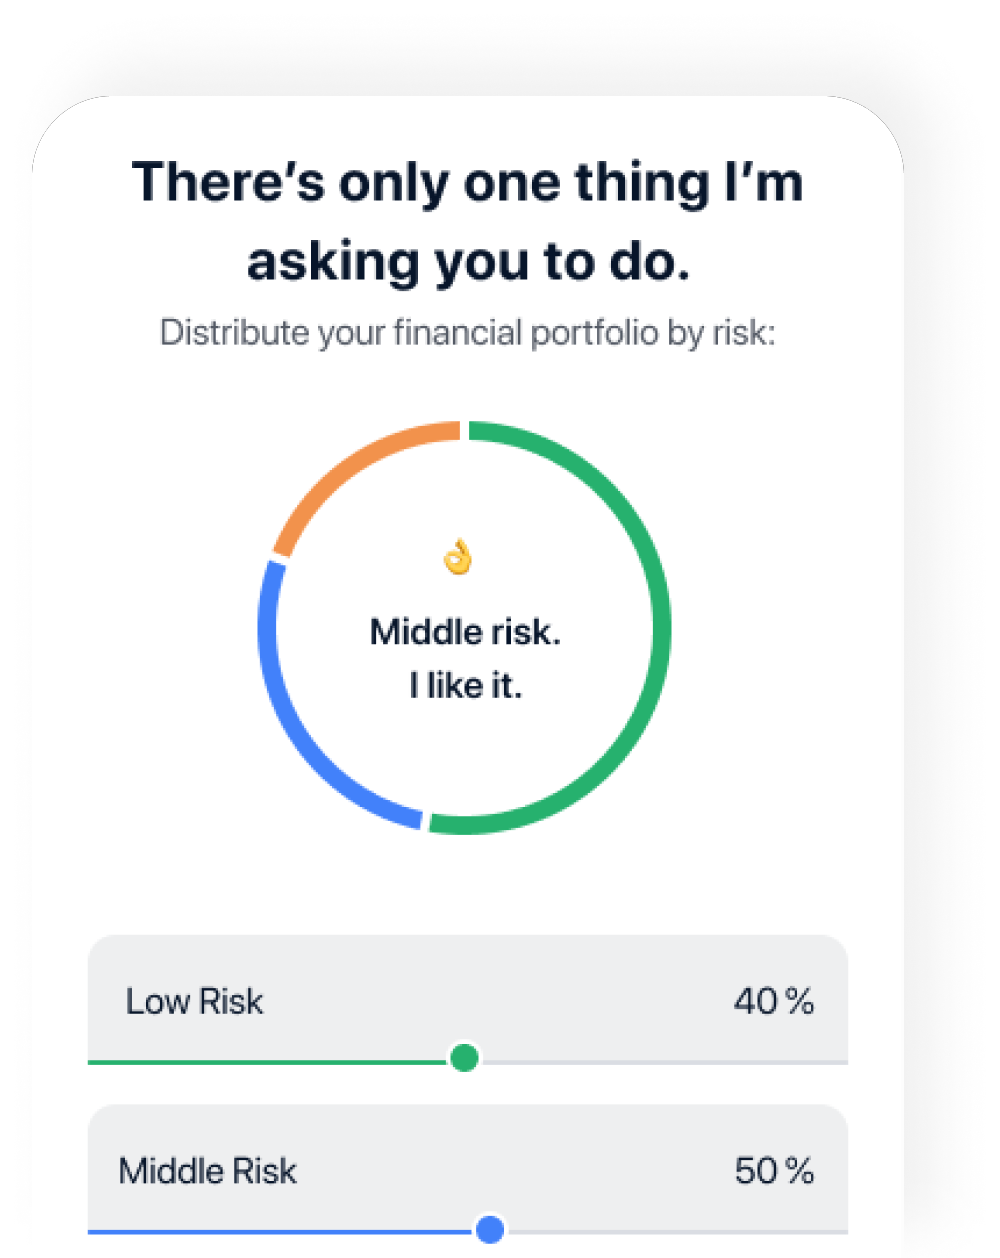 There’s only one thing I’m
asking you to do.
Distribute your financial portfolio by risk:
👌
Middle risk.
I like it.
Low Risk 40 %
Middle Risk 50 %